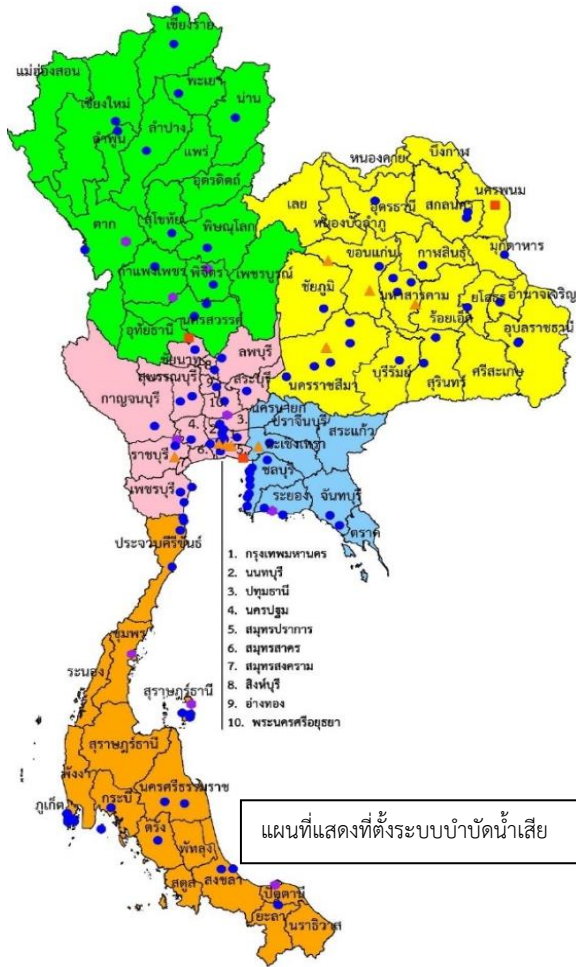 เชียงราย
แม่ฮ่องสอน
พะเยา
เชียงใหม่
น่าน
ลำพูน
ลำปาง
แพร่
อุตรดิตถ์
ตาก
สุโขทัย
พิษณุโลก
กำแพงเพชร
พิจิตร
เพชรบูรณ์
อุทัยธานี
นครสวรรค์
หนองคาย
บึงกาฬ
เลย
อุดรธานี
สกลนคร
นครพนม
หนองบัวลำภู
ขอนแก่น
กาฬสินธุ์
มุกดาหาร
ชัยภูมิ
มหาสารคาม
ร้อยเอ็ด
ยโสธร
อำนาจเจริญ
อุบลราชธานี
นครราชสีมา
บุรีรัมย์
สุรินทร์
ศรีสะเกษ
ชัยนาท
ลพบุรี
สุพรรณบุรี
8.
สระบุรี
9.
กาญจนบุรี
10.
นครนายก
3.
ปราจีนบุรี
สระแก้ว
4.
2.
ฉะเชิงเทรา
ราชบุรี
6.
5.
ชลบุรี
เพชรบุรี
ระยอง
จันทบุรี
ตราด
ประจวบคีรีขันธ์
1. กรุงเทพมหานคร
2. นนทบุรี
3. ปทุมธานี
4. นครปฐม
5. สมุทรปราการ
6. สมุทรสาคร
7. สมุทรสงคราม
8. สิงห์บุรี
9. อ่างทอง
10. พระนครศรีอยุธยา
ชุมพร
ระนอง
สุราษฎร์ธานี
สุราษฎร์ธานี
พังงา
นครศรีธรรมราช
ภูเก็ต
กระบี่
ตรัง
พัทลุง
สตูล
สงขลา
ปัตตานี
ยะลา
นราธิวาส
แผนที่แสดงที่ตั้งระบบบำบัดน้ำเสีย